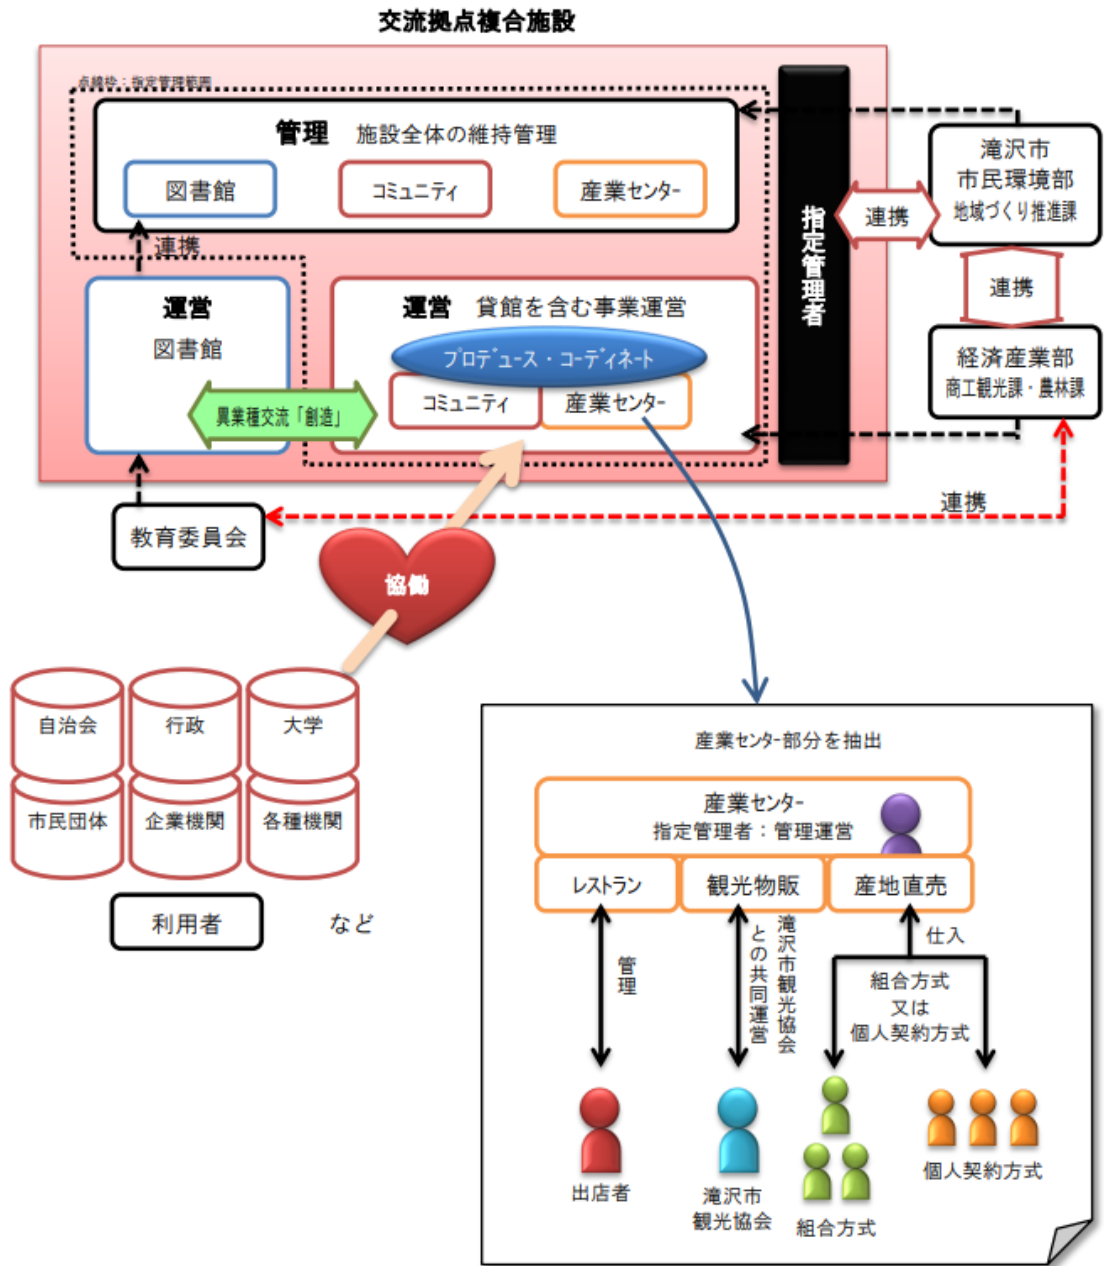 交流拠点複合施設
点線枠：指定管理範囲
管理　施設全体の維持管理
図書館
コミュニティ
産業センター
連携
運営
図書館
運営　貸館を含む事業運営
プロデュース・コーディネート
コミュニティ
産業センター
異業種交流「創造」
指定管理者
連携
滝沢市
市民環境部
地域づくり推進課
連携
経済産業部
商工観光課・農林課
連携
教育委員会
協働
自治会
行政
大学
市民団体
企業機関
各種機関
利用者
など
産業センター部分を抽出
産業センター
指定管理者：管理運営
レストラン
観光物販
産地直売
管理
滝沢市観光協会
との共同運営
仕入
組合方式
又は
個人契約方式
出店者
滝沢市
観光協会
組合方式
個人契約方式